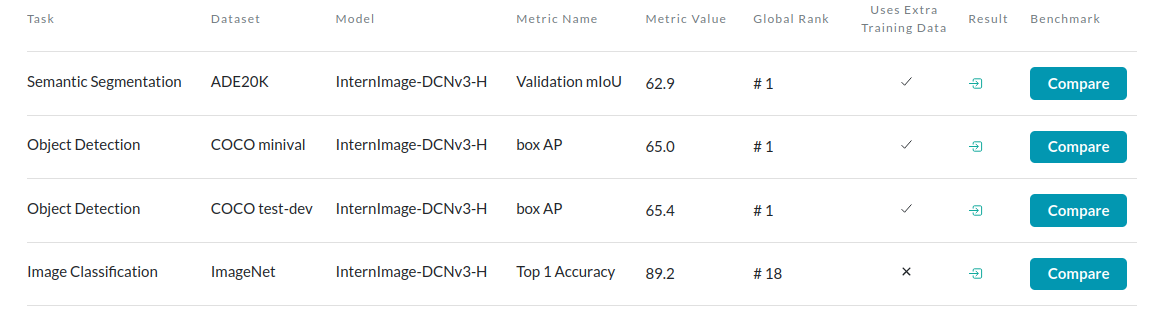 Task Dataset Model Metric Name Metric Value Global Rank Uses Extra Training Data Result Benchmark
Semantic Segmentation ADE20K InternImage-DCNv3-H Validation mIoU 62.9 # 1 ✓ Compare
Object Detection COCO minival InternImage-DCNv3-H box AP 65.0 # 1 ✓ Compare
Object Detection COCO test-dev InternImage-DCNv3-H box AP 65.4 # 1 ✓ Compare
Image Classification ImageNet InternImage-DCNv3-H Top 1 Accuracy 89.2 # 18 ✕ Compare